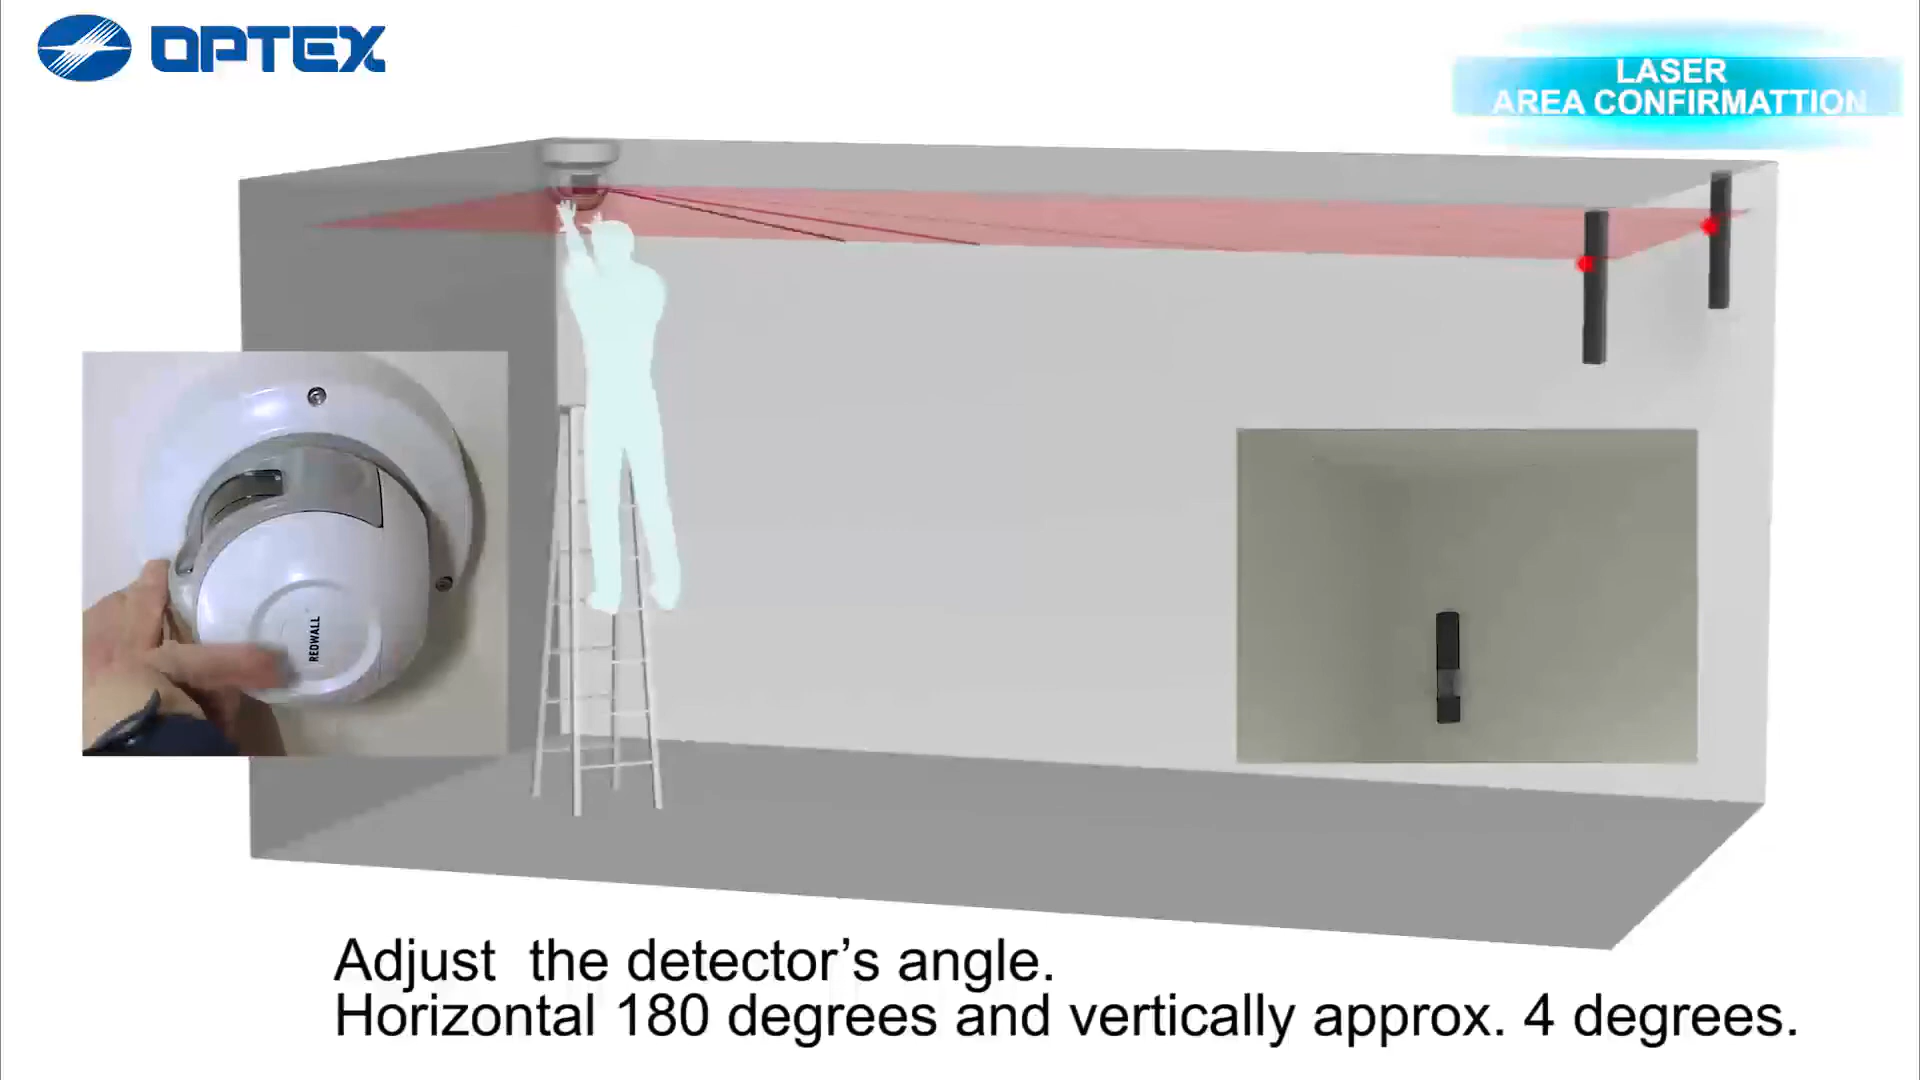 OPTEX
LASER
AREA CONFIRMATTION
REDWALL
Adjust the detector’s angle.
Horizontal 180 degrees and vertically approx. 4 degrees.